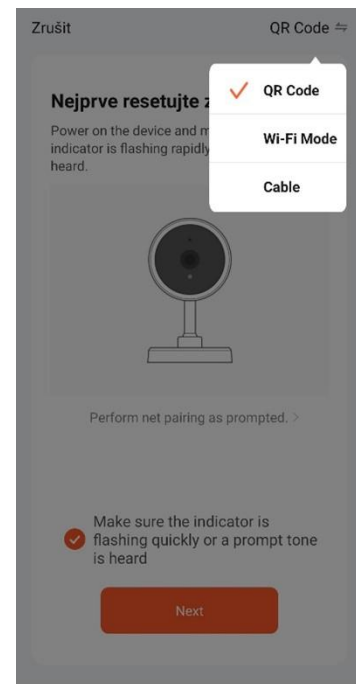 Zrušit
QR Code
QR Code
Wi-Fi Mode
Cable
Nejprve resetujte
Power on the device and
indicator is flashing rapidly
heard.
Perform net pairing as prompted. >
Make sure the indicator is
flashing quickly or a prompt tone
is heard
Next